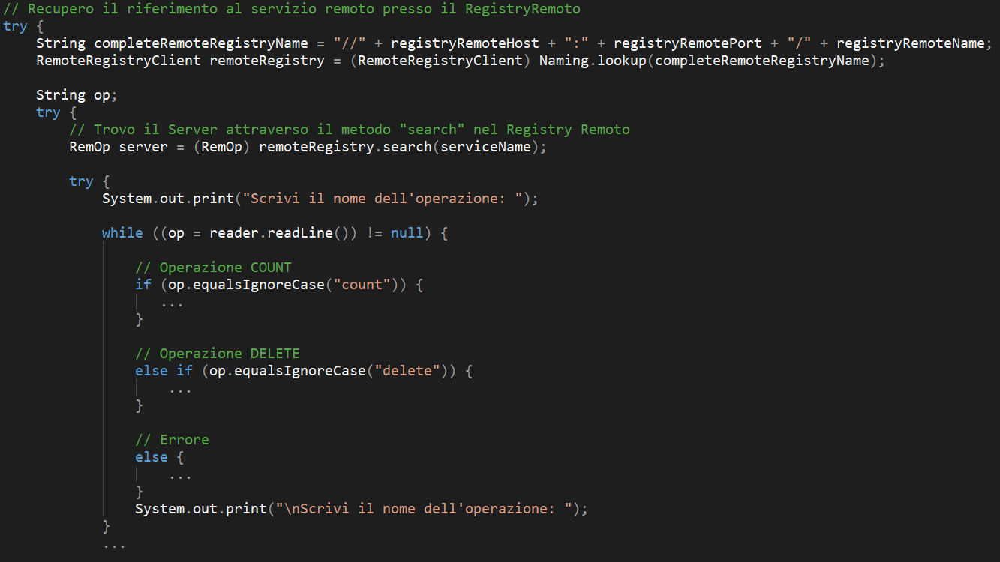 // Recupero il riferimento al servizio remoto presso il RegistryRemoto
try {
    String completeRemoteRegistryName = "//" + registryRemoteHost + ":" + registryRemotePort + "/" + registryRemoteName;
    RemoteRegistryClient remoteRegistry = (RemoteRegistryClient) Naming.lookup(completeRemoteRegistryName);

    String op;
    try {
        // Trovo il Server attraverso il metodo "search" nel Registry Remoto
        RemOp server = (RemOp) remoteRegistry.search(serviceName);

        try {
            System.out.print("Scrivi il nome dell'operazione: ");

            while ((op = reader.readLine()) != null) {

                // Operazione COUNT
                if (op.equalsIgnoreCase("count")) {
                   ...
                }

                // Operazione DELETE
                else if (op.equalsIgnoreCase("delete")) {
                    ...
                }

                // Errore
                else {
                    ...
                }
                System.out.print("\nScrivi il nome dell'operazione: ");
            }
            ...